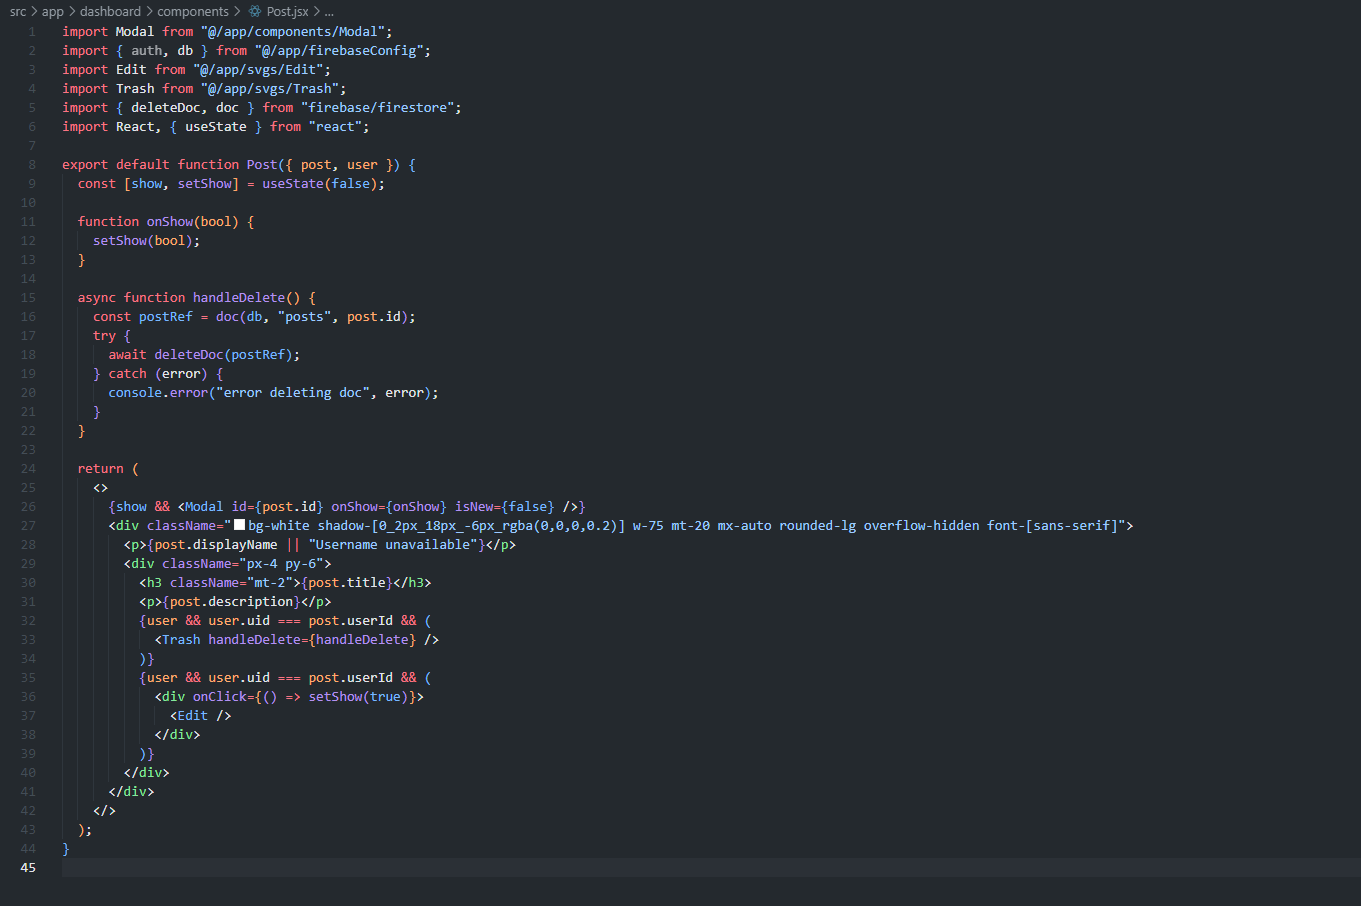 src > app > dashboard > components > Post.jsx > ...
1 import Modal from "@/app/components/Modal";
2 import { auth, db } from "@/app/firebaseConfig";
3 import Edit from "@/app/svgs/Edit";
4 import Trash from "@/app/svgs/Trash";
5 import { deleteDoc, doc } from "firebase/firestore";
6 import React, { useState } from "react";
7
8 export default function Post({ post, user }) {
9   const [show, setShow] = useState(false);
10
11   function onShow(bool) {
12     setShow(bool);
13   }
14
15   async function handleDelete() {
16     const postRef = doc(db, "posts", post.id);
17     try {
18       await deleteDoc(postRef);
19     } catch (error) {
20       console.error("error deleting doc", error);
21     }
22   }
23
24   return (
25     <>
26       {show && <Modal id={post.id} onShow={onShow} isNew={false} />}
27       <div className="bg-white shadow-[0_2px_18px_-6px_rgba(0,0,0,0.2)] w-75 mt-20 mx-auto rounded-lg overflow-hidden font-[sans-serif]">
28         <p>{post.displayName || "Username unavailable"}</p>
29         <div className="px-4 py-6">
30           <h3 className="mt-2">{post.title}</h3>
31           <p>{post.description}</p>
32           {user && user.uid === post.userId && (
33             <Trash handleDelete={handleDelete} />
34           )}
35           {user && user.uid === post.userId && (
36             <div onClick={() => setShow(true)}>
37               <Edit />
38             </div>
39           )}
40         </div>
41       </div>
42     </>
43   );
44 }
45